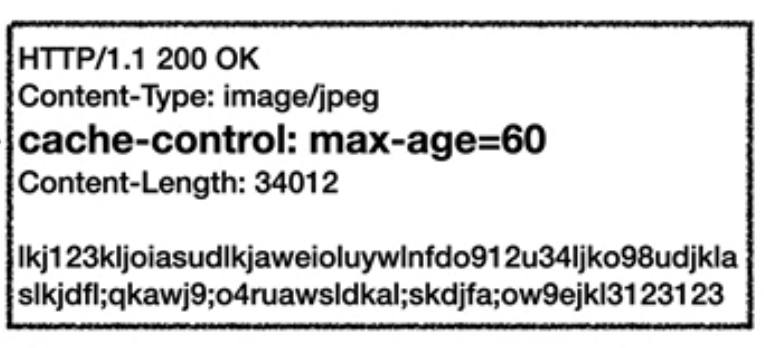 HTTP/1.1 200 OK
Content-Type: image/jpeg
cache-control: max-age=60
Content-Length: 34012
lkj123kljoiasudlkjaweioluywlnfdo912u34ljko98udjkla
slkjdfl;qkawj9;o4ruawsldkal;skdjfa;ow9ejkl3123123